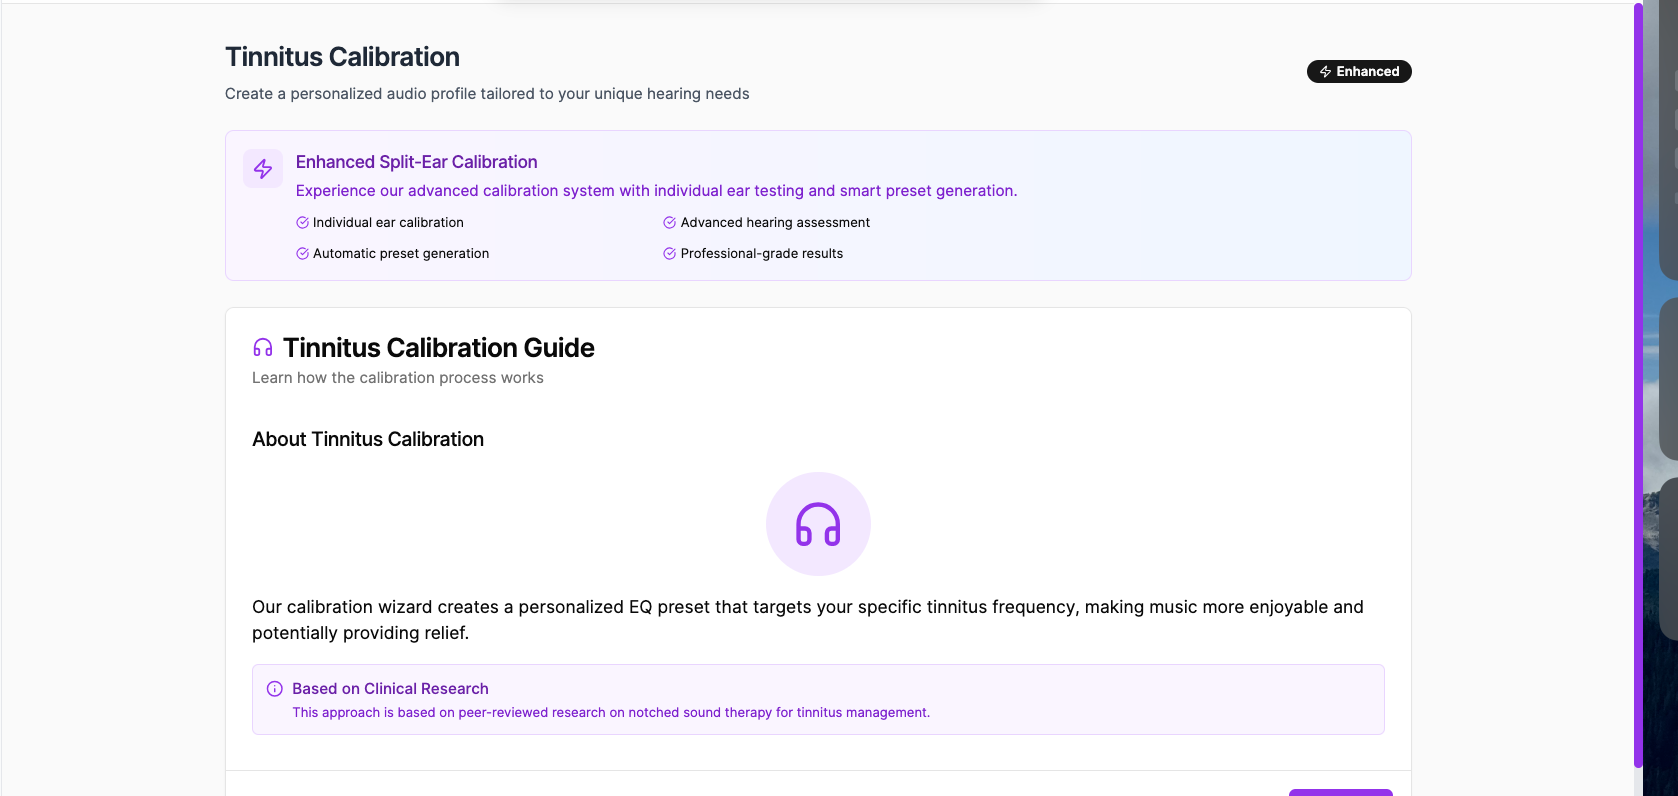 Tinnitus Calibration
Create a personalized audio profile tailored to your unique hearing needs
Enhanced
Enhanced Split-Ear Calibration
Experience our advanced calibration system with individual ear testing and smart preset generation.
Individual ear calibration
Advanced hearing assessment
Automatic preset generation
Professional-grade results
Tinnitus Calibration Guide
Learn how the calibration process works
About Tinnitus Calibration
Our calibration wizard creates a personalized EQ preset that targets your specific tinnitus frequency, making music more enjoyable and
potentially providing relief.
Based on Clinical Research
This approach is based on peer-reviewed research on notched sound therapy for tinnitus management.